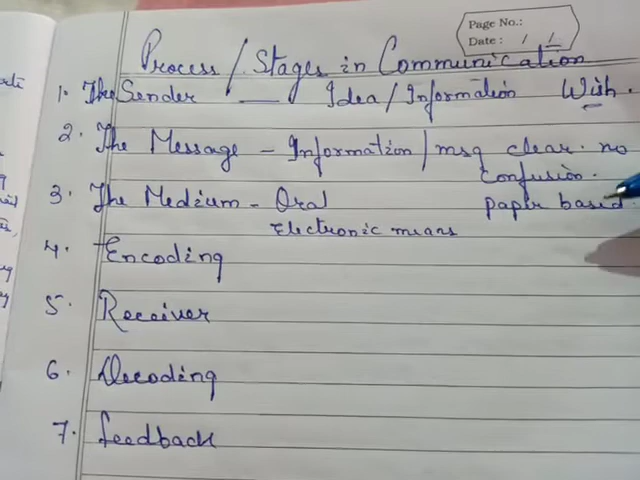 Page No.:
Date: / /
Process / Stages in Communication
1. The Sender — Idea / Information Wish.
2. The Message - Information / msg clear. no
confusion.
3. The Medium - Oral paper based.
Electronic means
4. Encoding
5. Receiver
6. Decoding
7. feedback